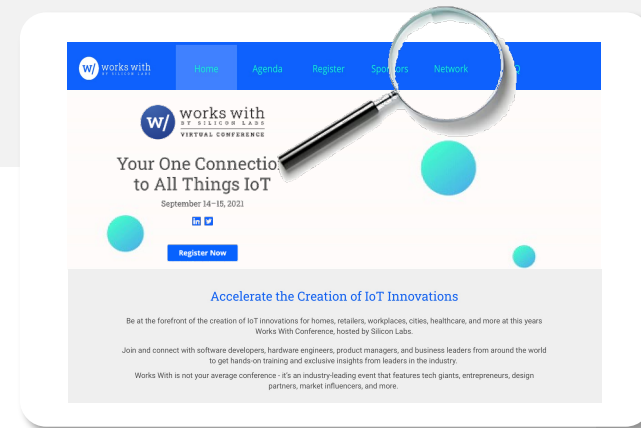 w/ works with
BY SILICON LABS
Home Agenda Register Sponsors Network
w/ works with
BY SILICON LABS
VIRTUAL CONFERENCE
Your One Connection
to All Things IoT
September 14–15, 2021
in
Register Now
Accelerate the Creation of IoT Innovations
Be at the forefront of the creation of IoT innovations for homes, retailers, workplaces, cities, healthcare, and more at this years
Works With Conference, hosted by Silicon Labs.
Join and connect with software developers, hardware engineers, product managers, and business leaders from around the world
to get hands-on training and exclusive insights from leaders in the industry.
Works With is not your average conference - it's an industry-leading event that features tech giants, entrepreneurs, design
partners, market influencers, and more.